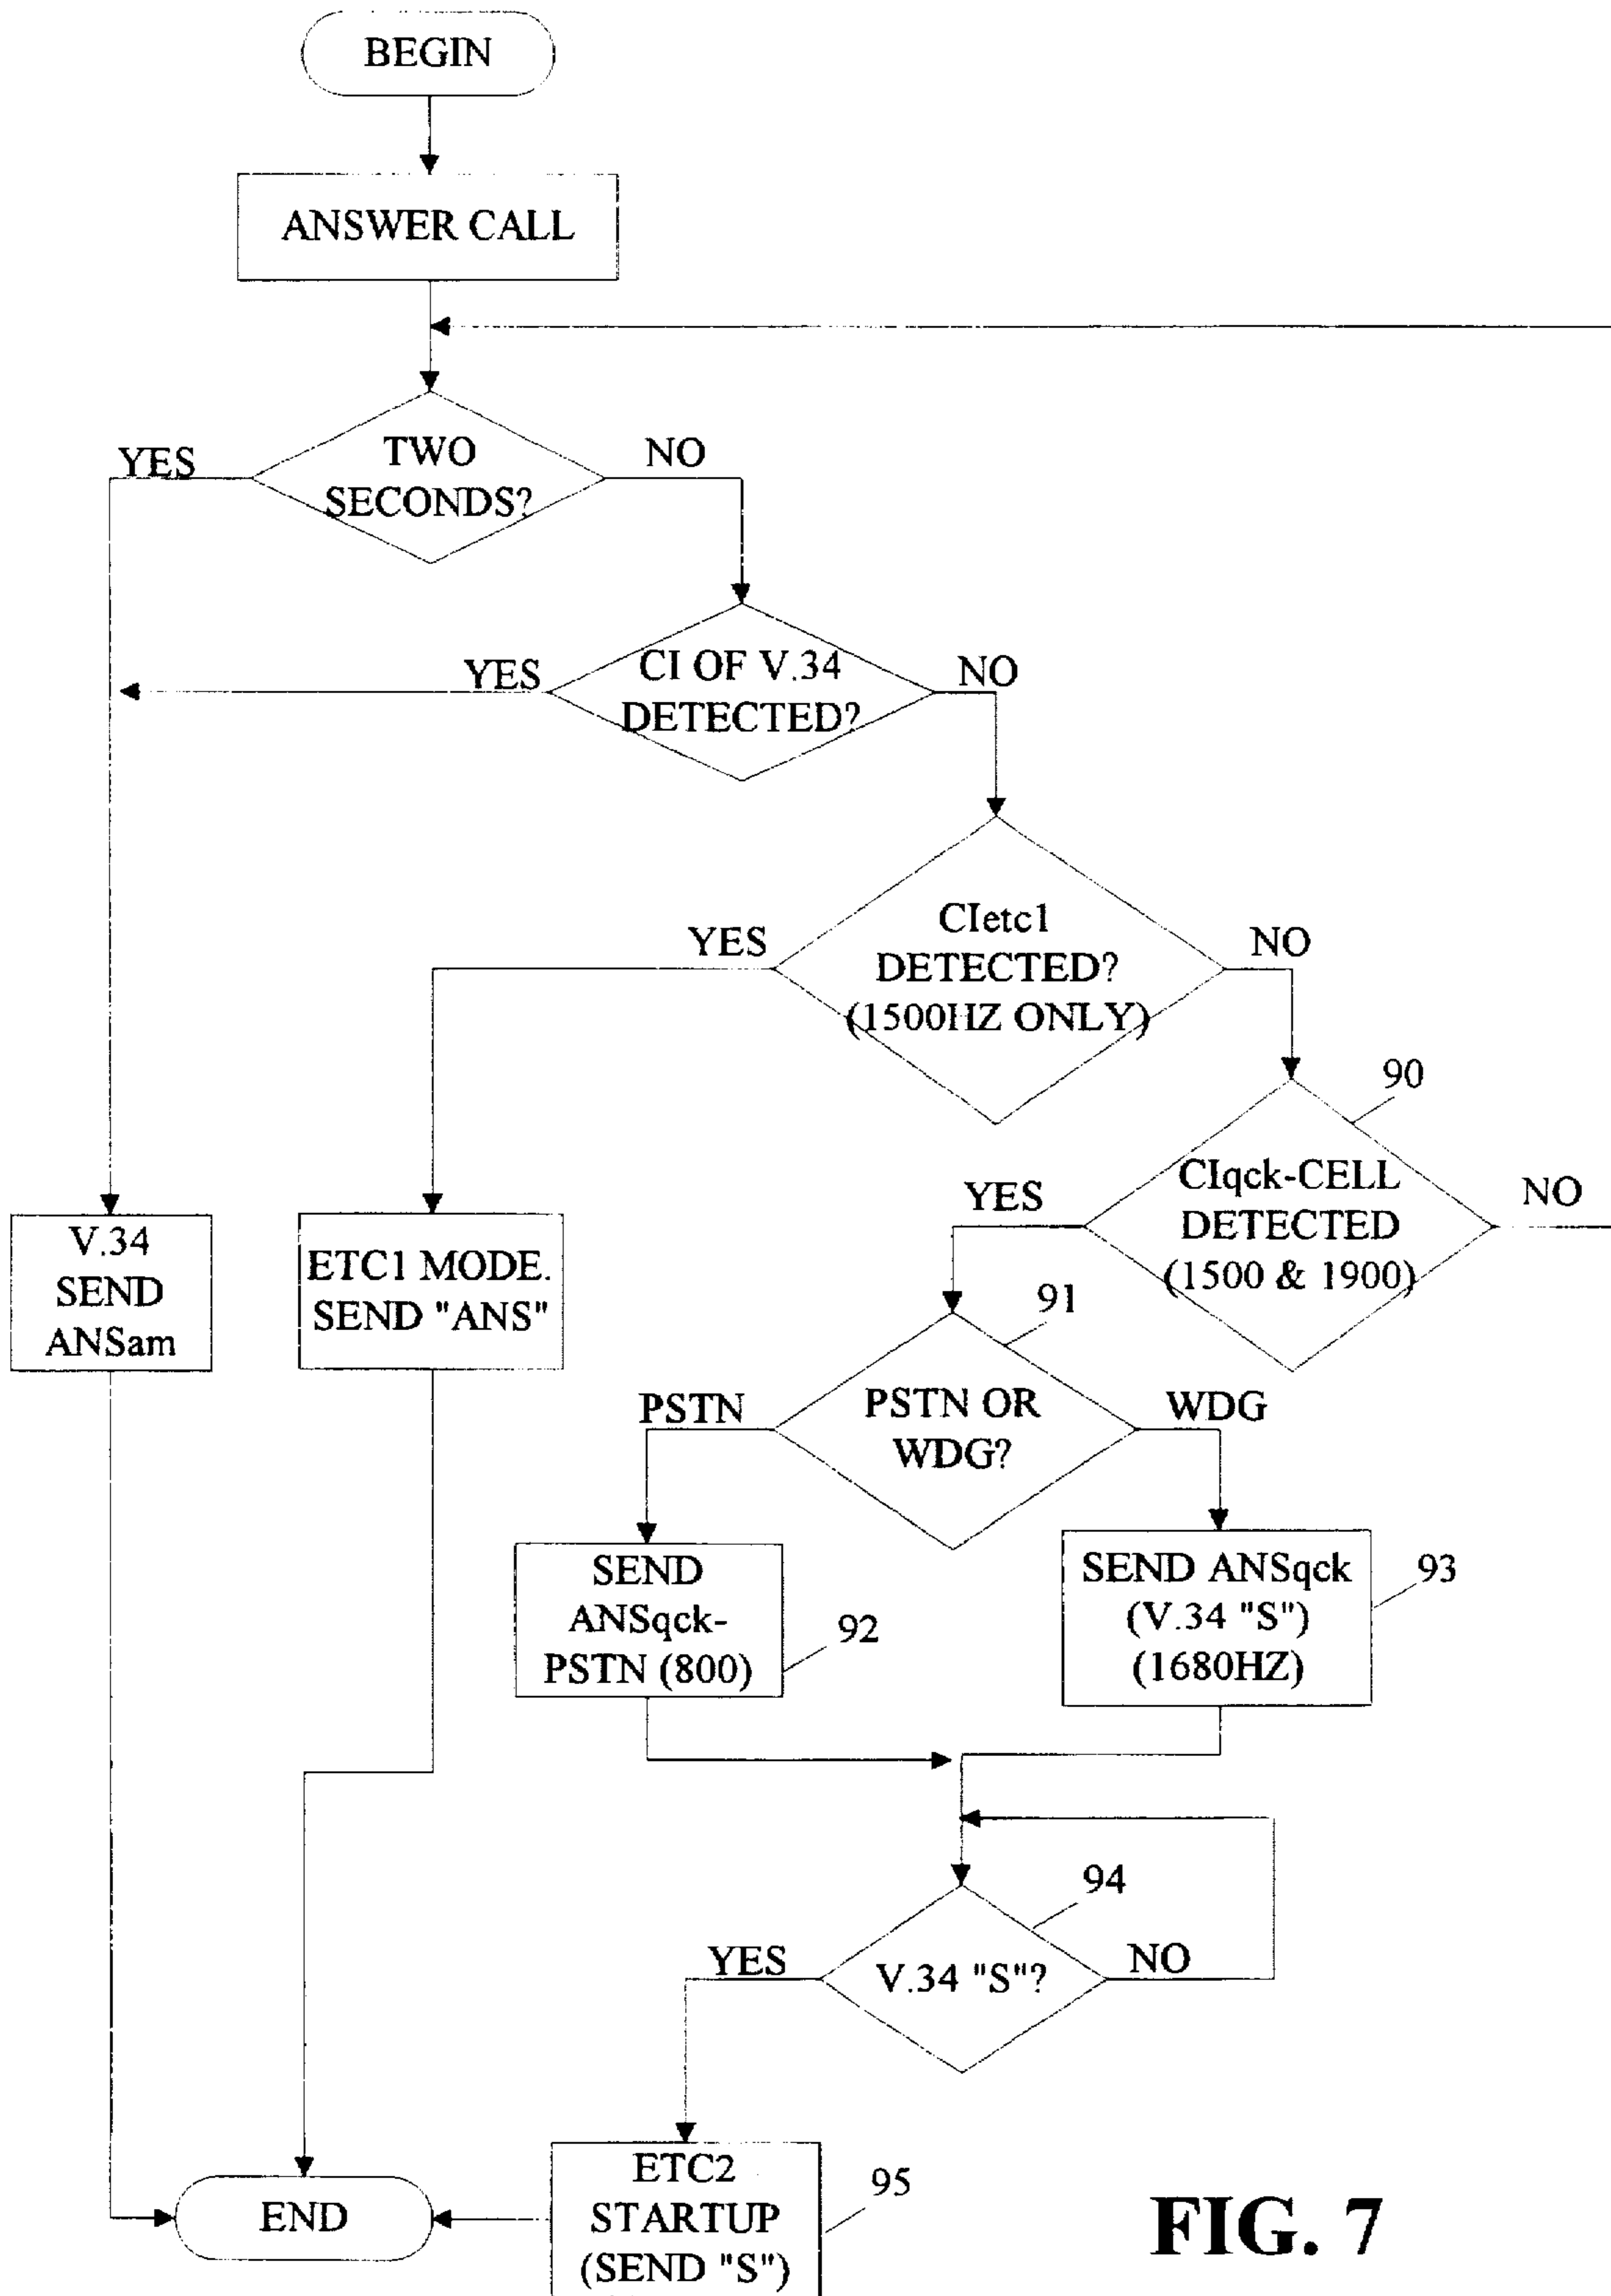 BEGIN
ANSWER CALL
YES
TWO
SECONDS?
NO
YES
CI OF V.34
DETECTED?
NO
YES
CIetc1
DETECTED?
(1500HZ ONLY)
NO
90
YES
CIqck-CELL
DETECTED
(1500 & 1900)
NO
V.34
SEND
ANSam
ETC1 MODE.
SEND "ANS"
91
PSTN
PSTN OR
WDG?
WDG
SEND
ANSqck-
PSTN (800)
92
SEND ANSqck
(V.34 "S")
(1680HZ)
93
94
YES
V.34 "S"?
NO
END
ETC2
STARTUP
(SEND "S")
95
FIG. 7